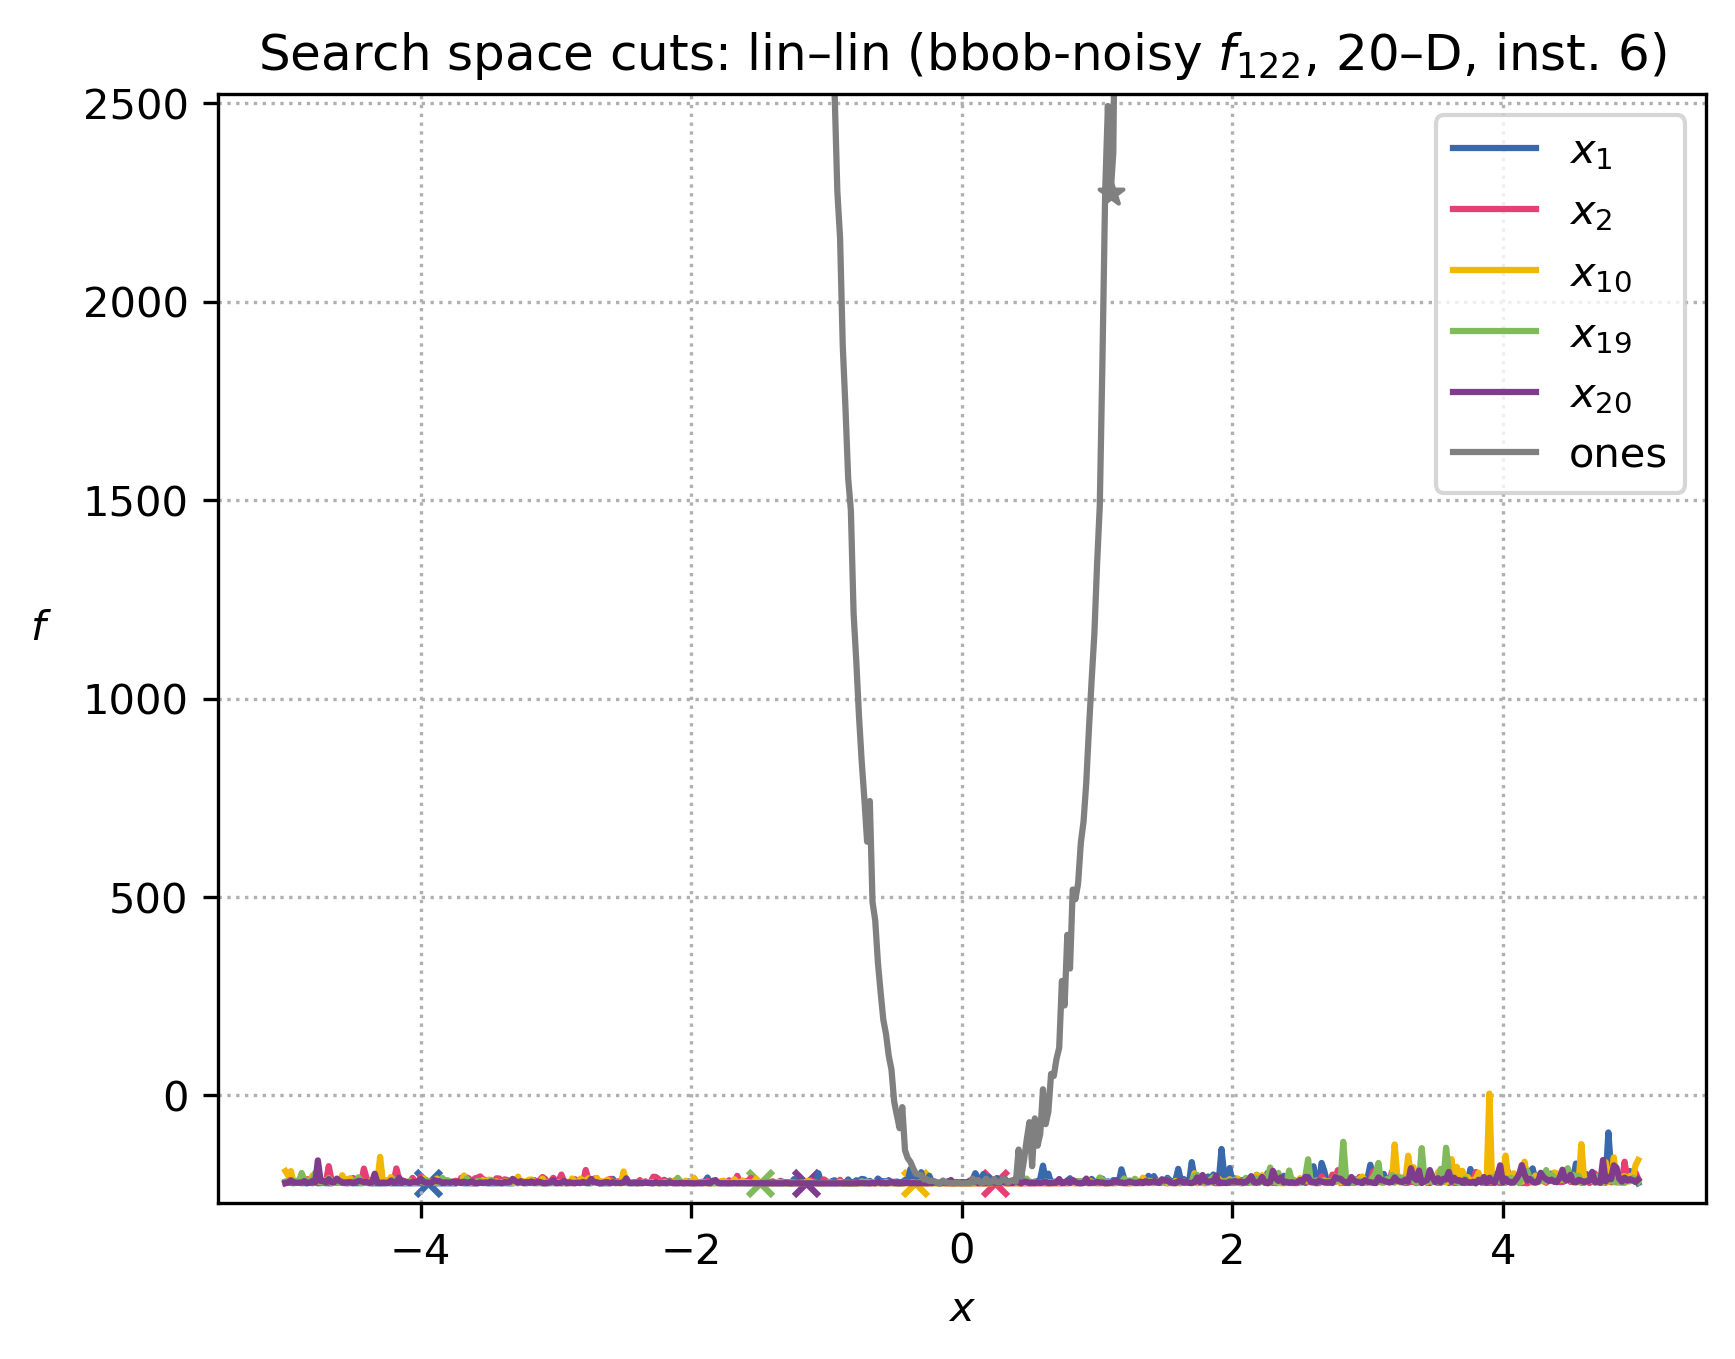 Search space cuts: lin–lin (bbob-noisy f₁₂₂, 20–D, inst. 6)
2500
2000
1500
1000
500
0
f
x₁
x₂
x₁₀
x₁₉
x₂₀
ones
−4 −2 0 2 4
x